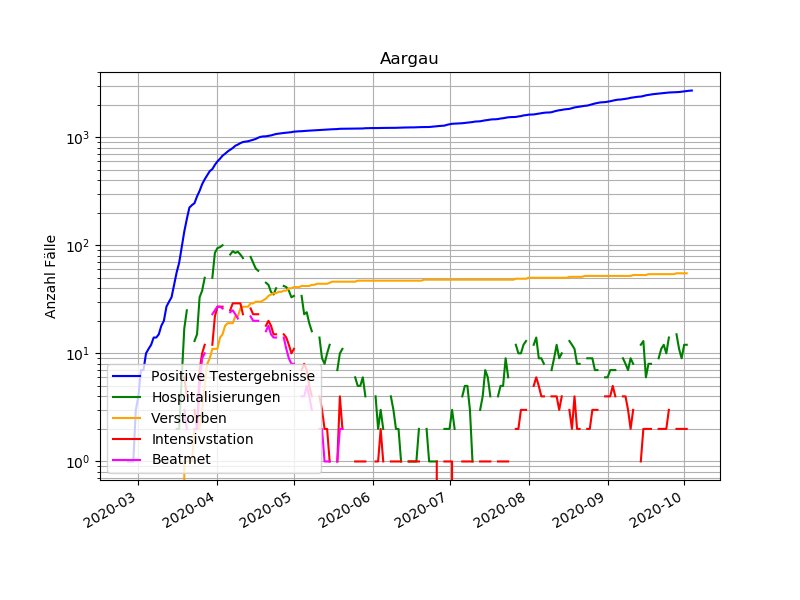 Aargau
Anzahl Fälle
10³
10²
10¹
10⁰
Positive Testergebnisse
Hospitalisierungen
Verstorben
Intensivstation
Beatmet
2020-03
2020-04
2020-05
2020-06
2020-07
2020-08
2020-09
2020-10